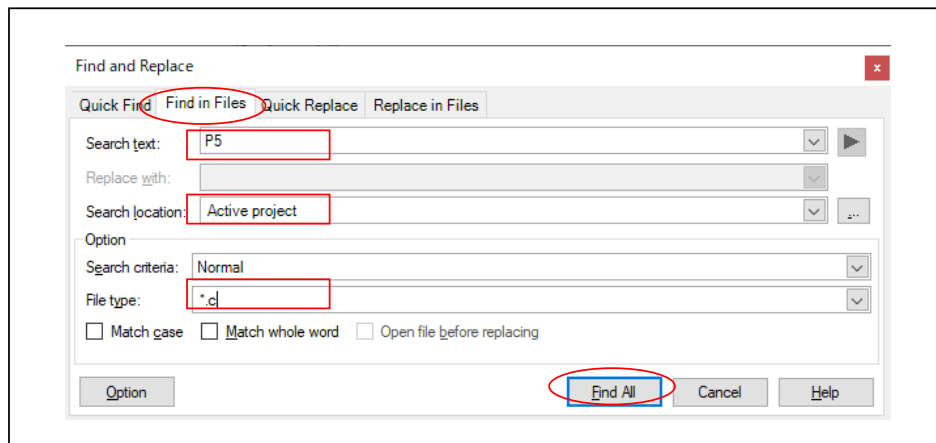 Find and Replace
x
Quick Find Find in Files Quick Replace Replace in Files
Search text: P5
Replace with:
Search location: Active project ...
Option
Search criteria: Normal
File type: *.c
Match case Match whole word Open file before replacing
Option Find All Cancel Help